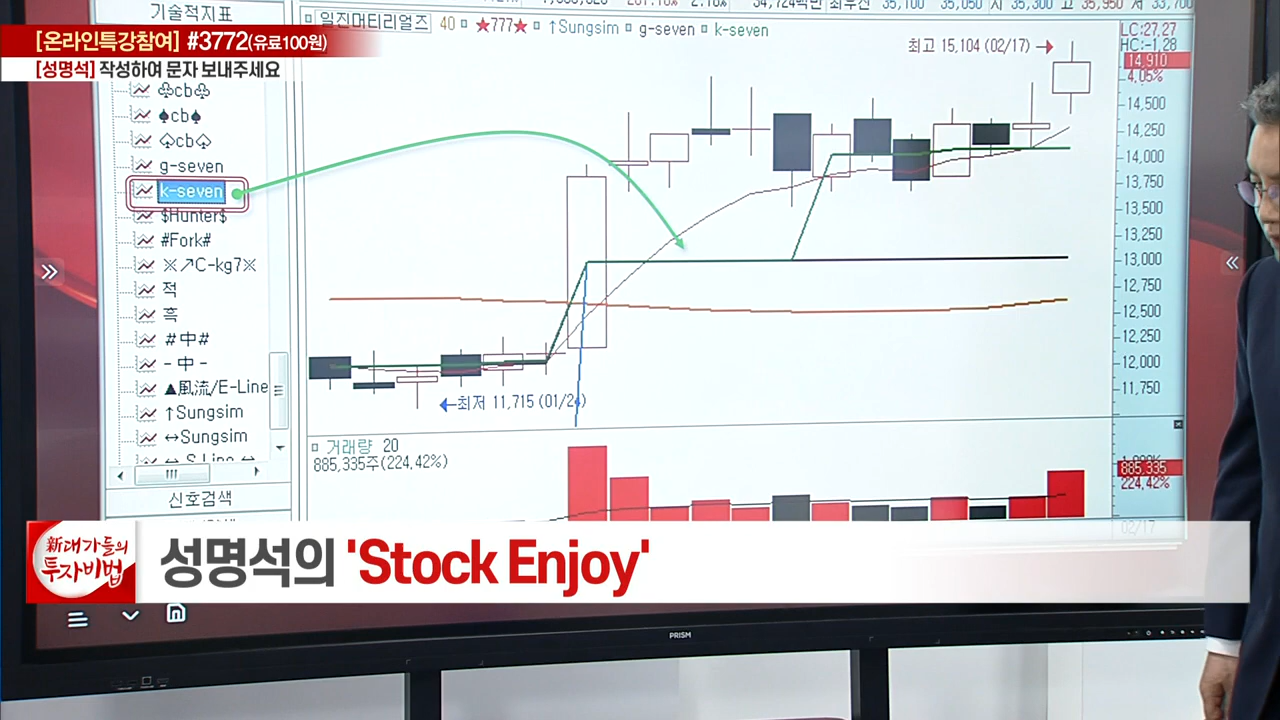 기술적지표
[온라인특강참여] #3772(유료100원)
[성명석] 작성하여 문자 보내주세요
♧cb♧
♠cb♠
♤cb♤
g-seven
k-seven
$Hunter$
#Fork#
※↗C-kg7※
적
흑
#中#
-中-
▲風流/E-Line
↑Sungsim
↔Sungsim
신호검색
일진머티리얼즈 40 ★777★ ↑Sungsim g-seven k-seven
최고 15,104 (02/17) →
LC:27,27
HC:-1,28
14,910
4,05%
14,500
14,250
14,000
13,750
13,500
13,250
13,000
12,750
12,500
12,250
12,000
11,750
←최저 11,715 (01/24)
거래량 20
885,335주(224,42%)
885,335
224,42%
02/17
新대가들의
투자비법
성명석의 'Stock Enjoy'
PRISM